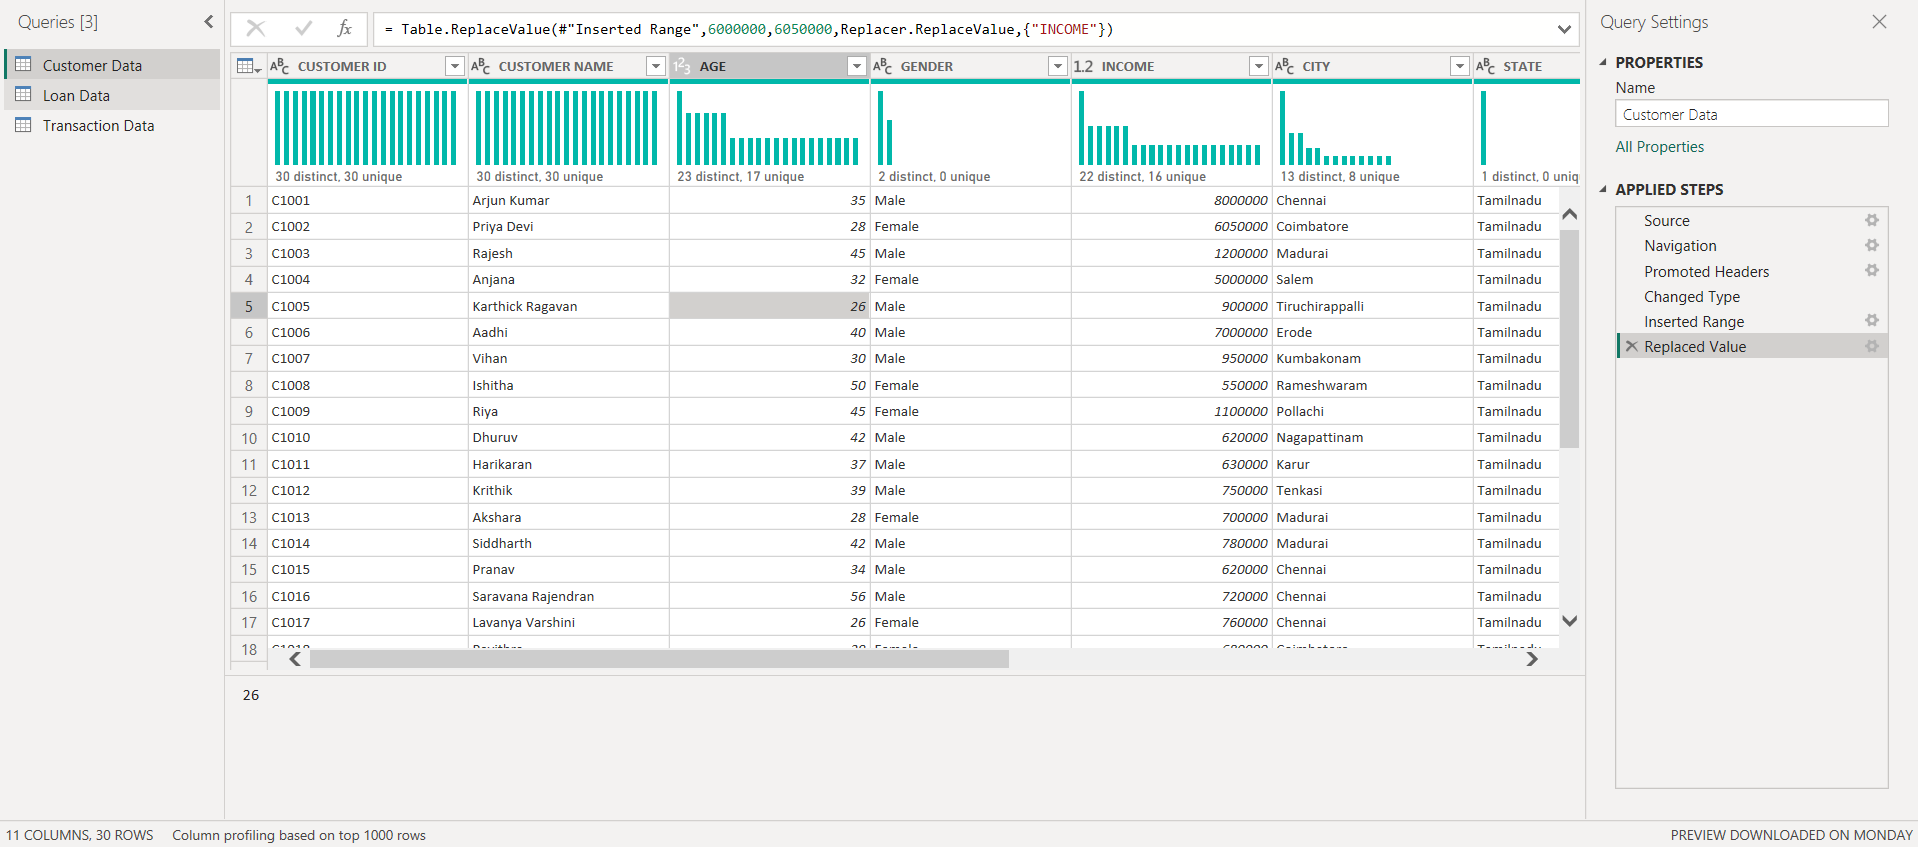 Queries [3]
Customer Data
Loan Data
Transaction Data
fx = Table.ReplaceValue(#"Inserted Range",6000000,6050000,Replacer.ReplaceValue,{"INCOME"})
ABC CUSTOMER ID ABC CUSTOMER NAME 123 AGE ABC GENDER 1.2 INCOME ABC CITY ABC STATE
30 distinct, 30 unique 30 distinct, 30 unique 23 distinct, 17 unique 2 distinct, 0 unique 22 distinct, 16 unique 13 distinct, 8 unique 1 distinct, 0 uniq
1 C1001 Arjun Kumar 35 Male 8000000 Chennai Tamilnadu
2 C1002 Priya Devi 28 Female 6050000 Coimbatore Tamilnadu
3 C1003 Rajesh 45 Male 1200000 Madurai Tamilnadu
4 C1004 Anjana 32 Female 5000000 Salem Tamilnadu
5 C1005 Karthick Ragavan 26 Male 900000 Tiruchirappalli Tamilnadu
6 C1006 Aadhi 40 Male 7000000 Erode Tamilnadu
7 C1007 Vihan 30 Male 950000 Kumbakonam Tamilnadu
8 C1008 Ishitha 50 Female 550000 Rameshwaram Tamilnadu
9 C1009 Riya 45 Female 1100000 Pollachi Tamilnadu
10 C1010 Dhuruv 42 Male 620000 Nagapattinam Tamilnadu
11 C1011 Harikaran 37 Male 630000 Karur Tamilnadu
12 C1012 Krithik 39 Male 750000 Tenkasi Tamilnadu
13 C1013 Akshara 28 Female 700000 Madurai Tamilnadu
14 C1014 Siddharth 42 Male 780000 Madurai Tamilnadu
15 C1015 Pranav 34 Male 620000 Chennai Tamilnadu
16 C1016 Saravana Rajendran 56 Male 720000 Chennai Tamilnadu
17 C1017 Lavanya Varshini 26 Female 760000 Chennai Tamilnadu
18
26
11 COLUMNS, 30 ROWS Column profiling based on top 1000 rows
Query Settings
PROPERTIES
Name
Customer Data
All Properties
APPLIED STEPS
Source
Navigation
Promoted Headers
Changed Type
Inserted Range
Replaced Value
PREVIEW DOWNLOADED ON MONDAY